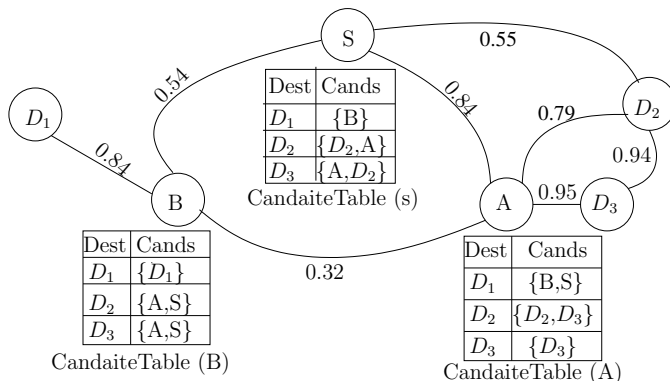 S
0.55
0.54
Dest Cands
D1 {B}
D2 {D2,A}
D3 {A,D2}
CandaiteTable (s)
0.84
0.79
D2
D1
0.84
0.94
B
A
0.95
D3
0.32
Dest Cands
D1 {D1}
D2 {A,S}
D3 {A,S}
CandaiteTable (B)
Dest Cands
D1 {B,S}
D2 {D2,D3}
D3 {D3}
CandaiteTable (A)